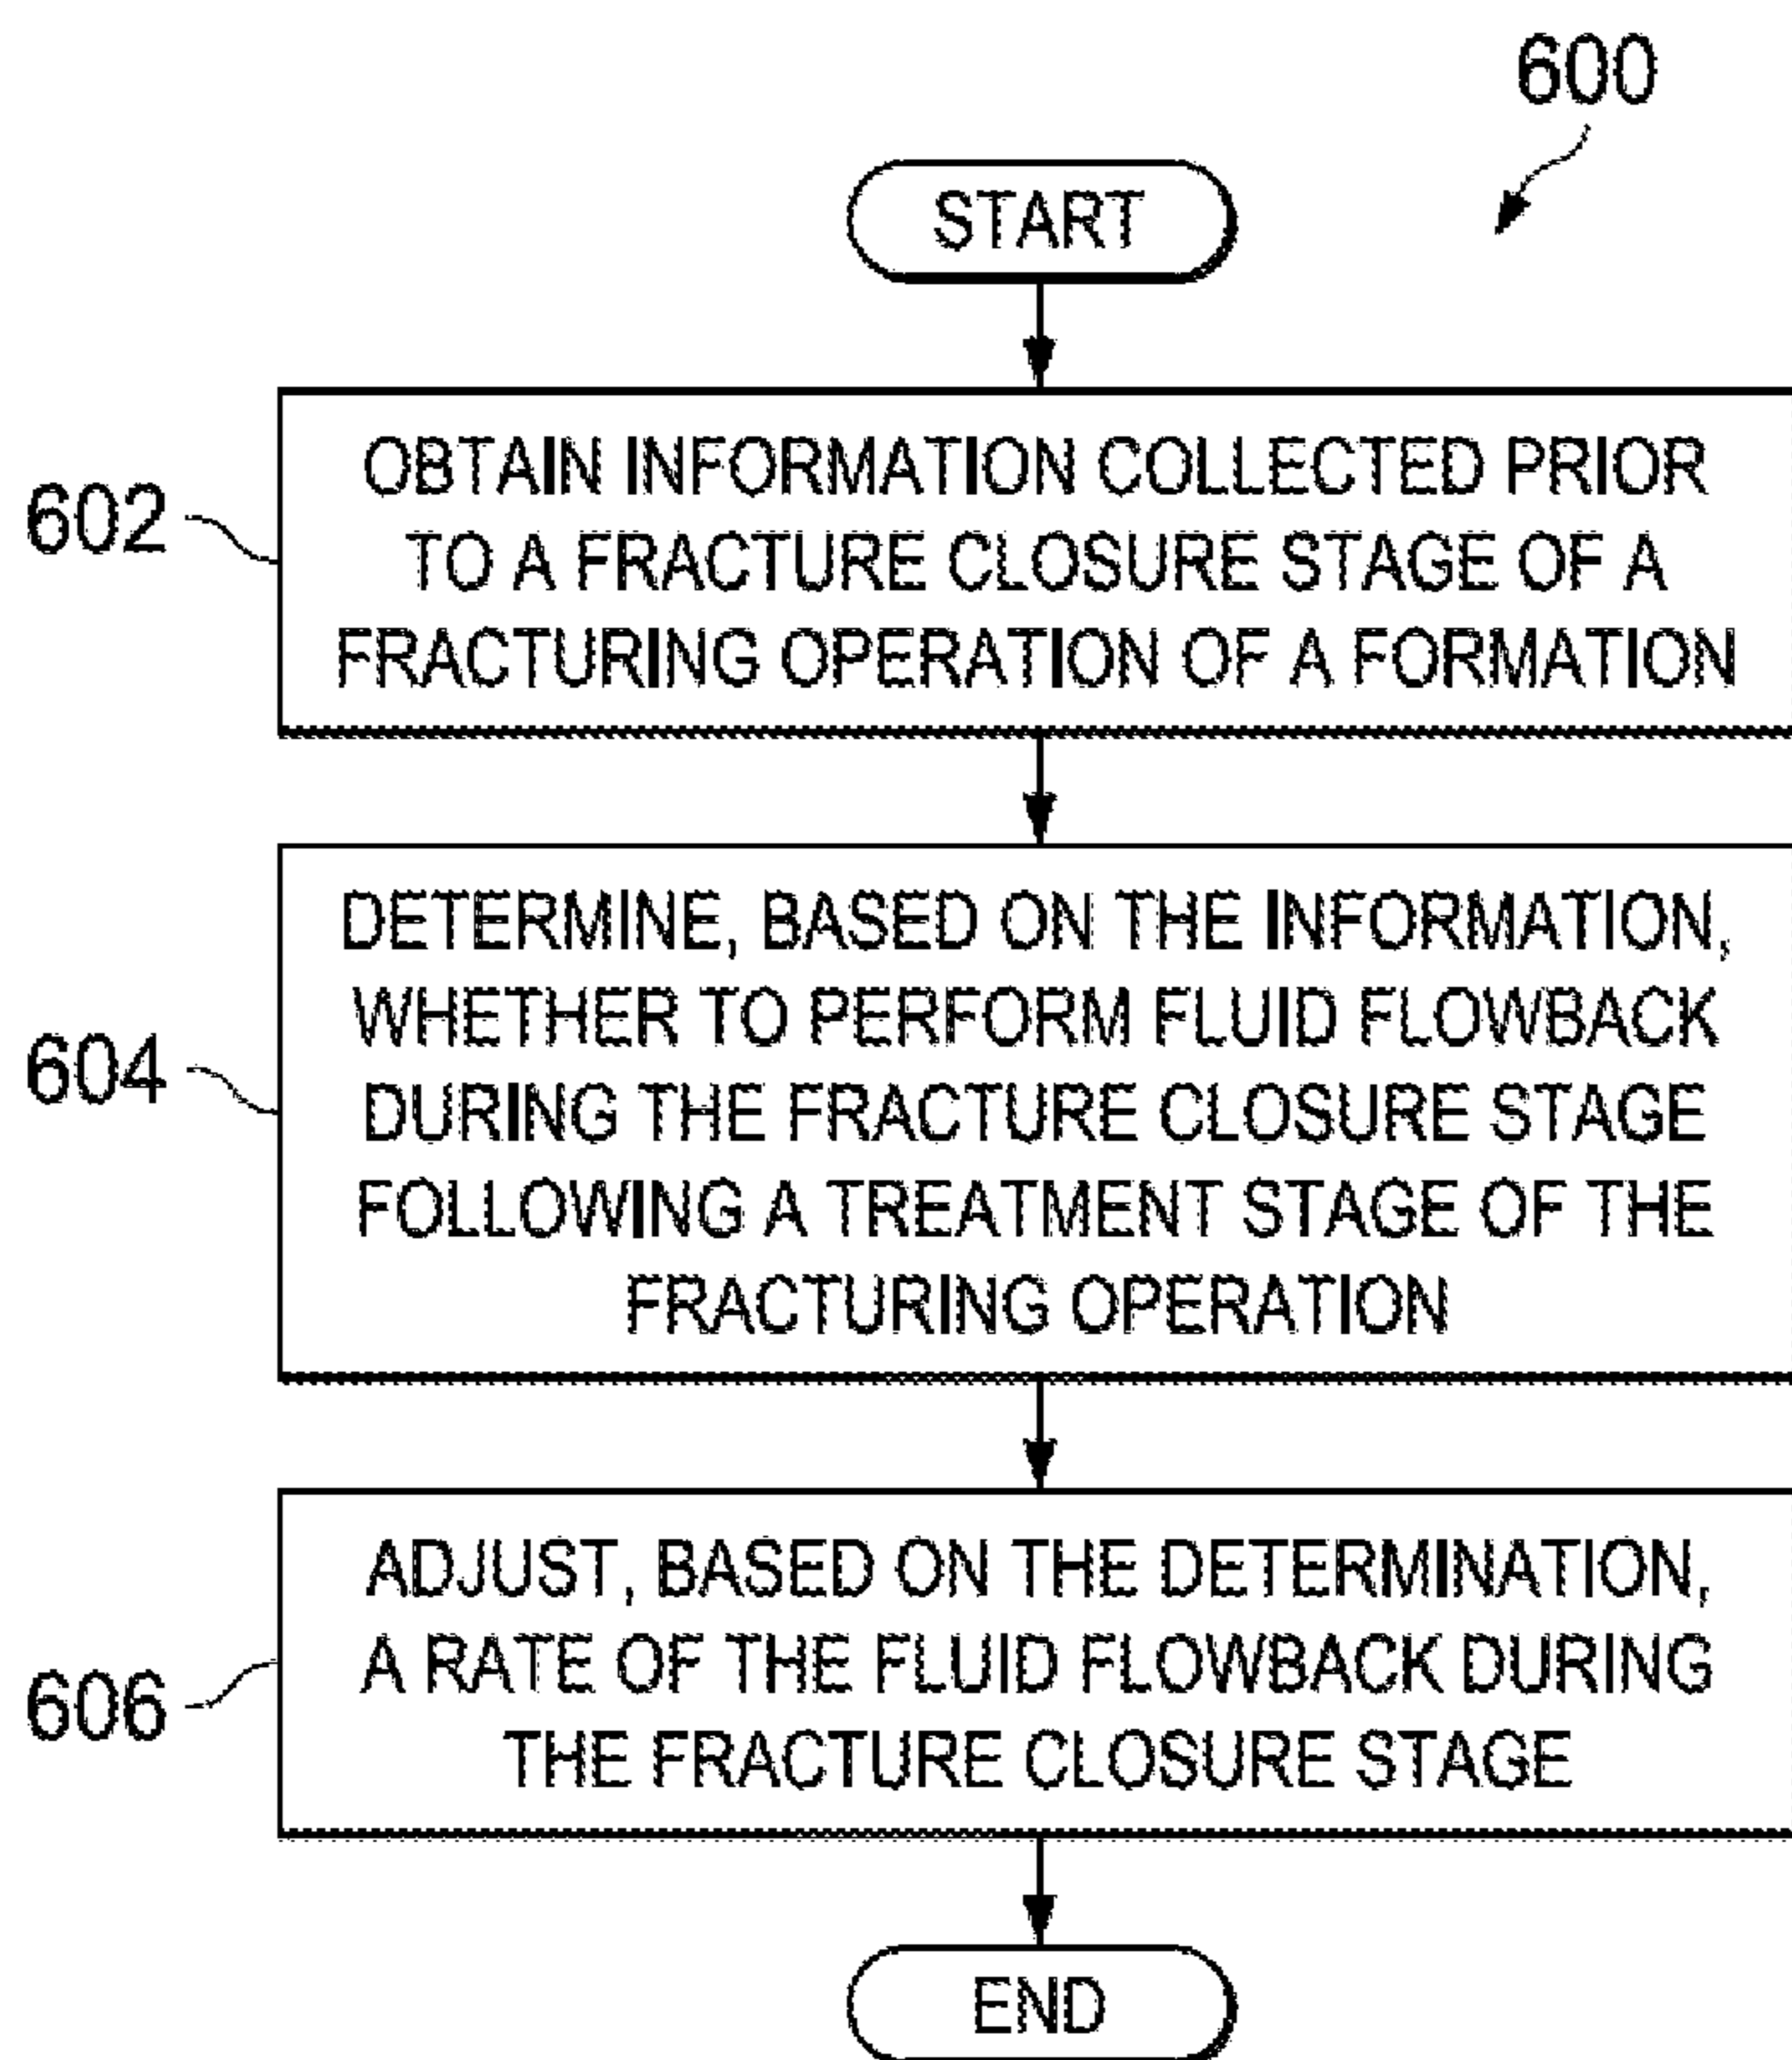 600
START
602
OBTAIN INFORMATION COLLECTED PRIOR
TO A FRACTURE CLOSURE STAGE OF A
FRACTURING OPERATION OF A FORMATION
604
DETERMINE, BASED ON THE INFORMATION,
WHETHER TO PERFORM FLUID FLOWBACK
DURING THE FRACTURE CLOSURE STAGE
FOLLOWING A TREATMENT STAGE OF THE
FRACTURING OPERATION
606
ADJUST, BASED ON THE DETERMINATION,
A RATE OF THE FLUID FLOWBACK DURING
THE FRACTURE CLOSURE STAGE
END